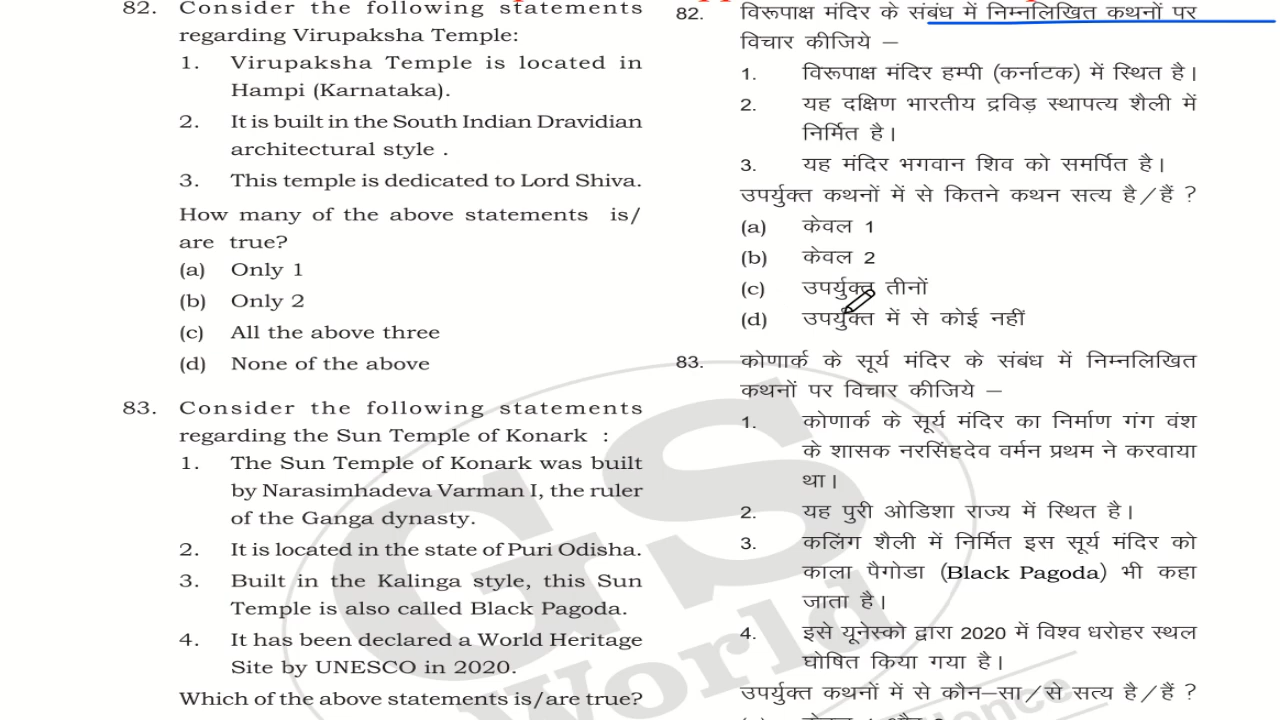 82. Consider the following statements
regarding Virupaksha Temple:
1. Virupaksha Temple is located in
Hampi (Karnataka).
2. It is built in the South Indian Dravidian
architectural style .
3. This temple is dedicated to Lord Shiva.
How many of the above statements is/
are true?
(a) Only 1
(b) Only 2
(c) All the above three
(d) None of the above
83. Consider the following statements
regarding the Sun Temple of Konark :
1. The Sun Temple of Konark was built
by Narasimhadeva Varman I, the ruler
of the Ganga dynasty.
2. It is located in the state of Puri Odisha.
3. Built in the Kalinga style, this Sun
Temple is also called Black Pagoda.
4. It has been declared a World Heritage
Site by UNESCO in 2020.
Which of the above statements is/are true?
82. विरूपाक्ष मंदिर के संबंध में निम्नलिखित कथनों पर
विचार कीजिये –
1. विरूपाक्ष मंदिर हम्पी (कर्नाटक) में स्थित है।
2. यह दक्षिण भारतीय द्रविड़ स्थापत्य शैली में
निर्मित है।
3. यह मंदिर भगवान शिव को समर्पित है।
उपर्युक्त कथनों में से कितने कथन सत्य है/हैं ?
(a) केवल 1
(b) केवल 2
(c) उपर्युक्त तीनों
(d) उपर्युक्त में से कोई नहीं
83. कोणार्क के सूर्य मंदिर के संबंध में निम्नलिखित
कथनों पर विचार कीजिये –
1. कोणार्क के सूर्य मंदिर का निर्माण गंग वंश
के शासक नरसिंहदेव वर्मन प्रथम ने करवाया
था।
2. यह पुरी ओडिशा राज्य में स्थित है।
3. कलिंग शैली में निर्मित इस सूर्य मंदिर को
काला पैगोडा (Black Pagoda) भी कहा
जाता है।
4. इसे यूनेस्को द्वारा 2020 में विश्व धरोहर स्थल
घोषित किया गया है।
उपर्युक्त कथनों में से कौन–सा/से सत्य है/हैं ?
GS
World